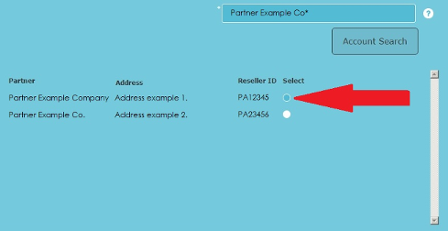 * Partner Example Co* ?
Account Search
Partner Address Reseller ID Select
Partner Example Company Address example 1. PA12345
Partner Example Co. Address example 2. PA23456